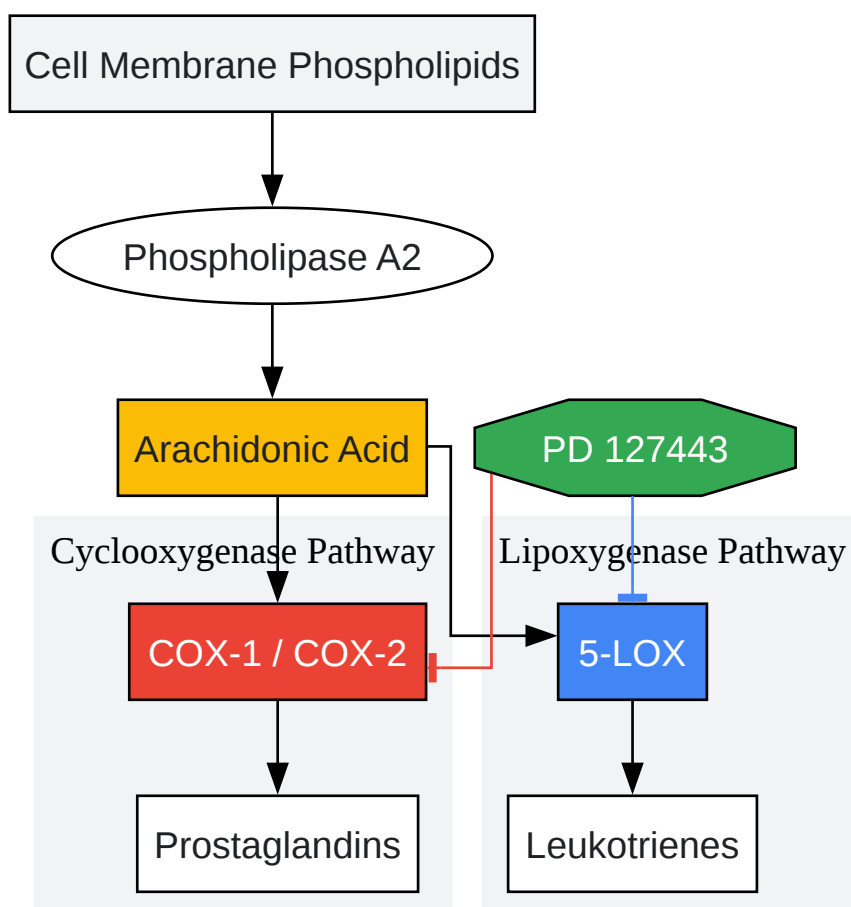 Cell Membrane Phospholipids
Phospholipase A2
Arachidonic Acid
PD 127443
Cyclooxygenase Pathway
Lipoxygenase Pathway
COX-1 / COX-2
5-LOX
Prostaglandins
Leukotrienes